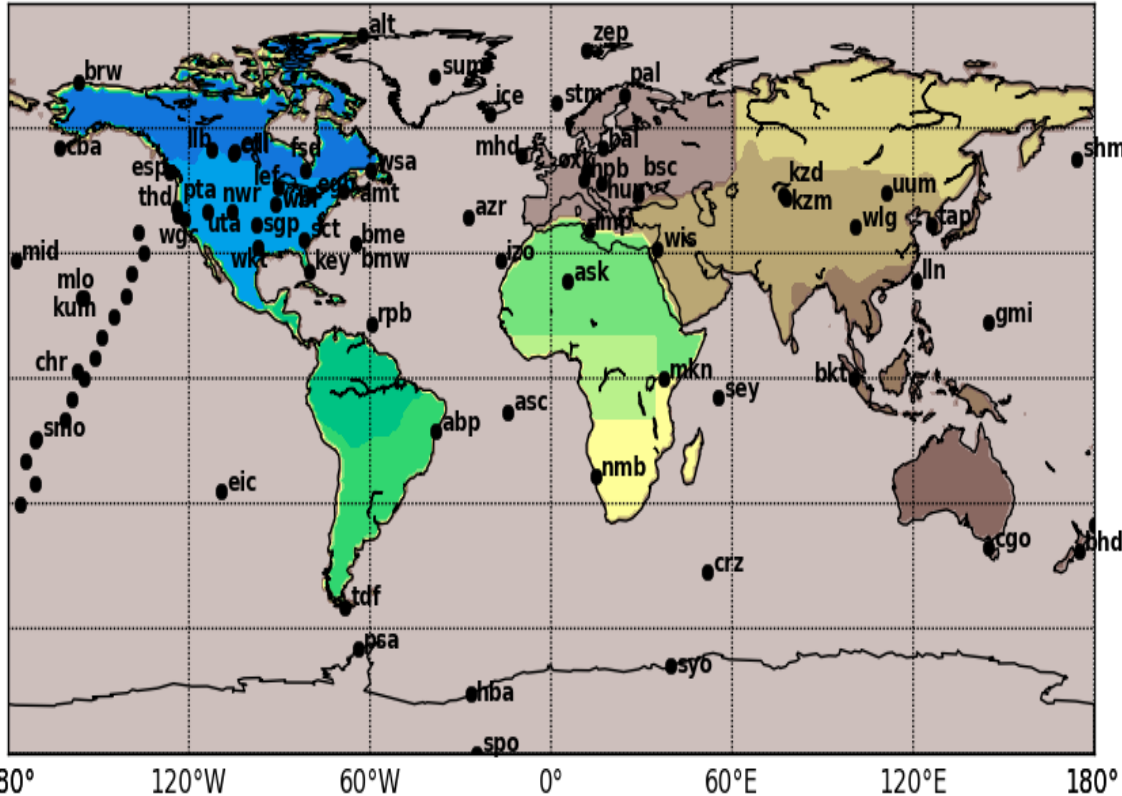 alt
zep
brw
sum
pal
ice
stm
llb
fsd
mhd
bal
cba
shm
esp
lef
wsa
oxk
hpb
bsc
kzd
thd
pta
nwr
amt
hun
kzm
uum
uta
sgp
sct
azr
lmp
wlg
tap
wgc
bme
wis
mid
wkt
key
bmw
izo
mlo
ask
lln
kum
rpb
gmi
chr
mkn
bkt
sey
asc
smo
abp
nmb
eic
cgo
bhd
crz
tdf
psa
syo
hba
spo
80°
120°W
60°W
0°
60°E
120°E
180°